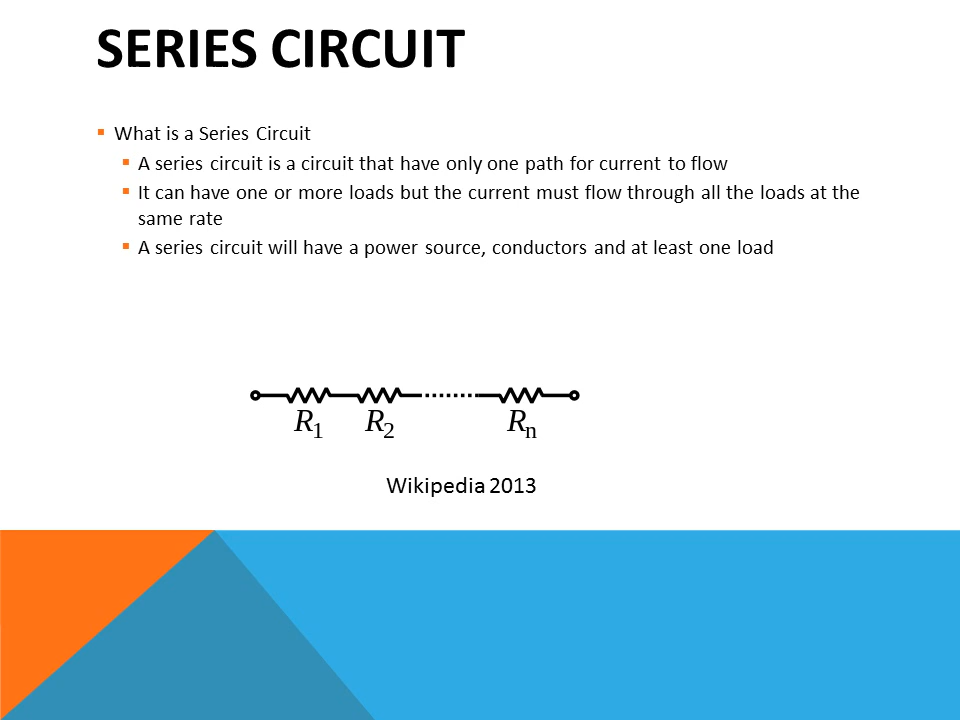 SERIES CIRCUIT
What is a Series Circuit
A series circuit is a circuit that have only one path for current to flow
It can have one or more loads but the current must flow through all the loads at the
same rate
A series circuit will have a power source, conductors and at least one load
R1 R2 Rn
Wikipedia 2013